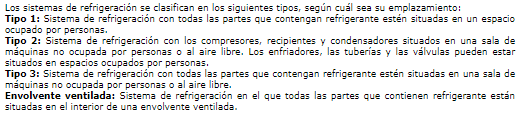 Los sistemas de refrigeración se clasifican en los siguientes tipos, según cuál sea su emplazamiento:
Tipo 1: Sistema de refrigeración con todas las partes que contengan refrigerante estén situadas en un espacio
ocupado por personas.
Tipo 2: Sistema de refrigeración con los compresores, recipientes y condensadores situados en una sala de
máquinas no ocupada por personas o al aire libre. Los enfriadores, las tuberías y las válvulas pueden estar
situados en espacios ocupados por personas.
Tipo 3: Sistema de refrigeración con todas las partes que contengan refrigerante estén situadas en una sala de
máquinas no ocupada por personas o al aire libre.
Envolvente ventilada: Sistema de refrigeración en el que todas las partes que contienen refrigerante están
situadas en el interior de una envolvente ventilada.